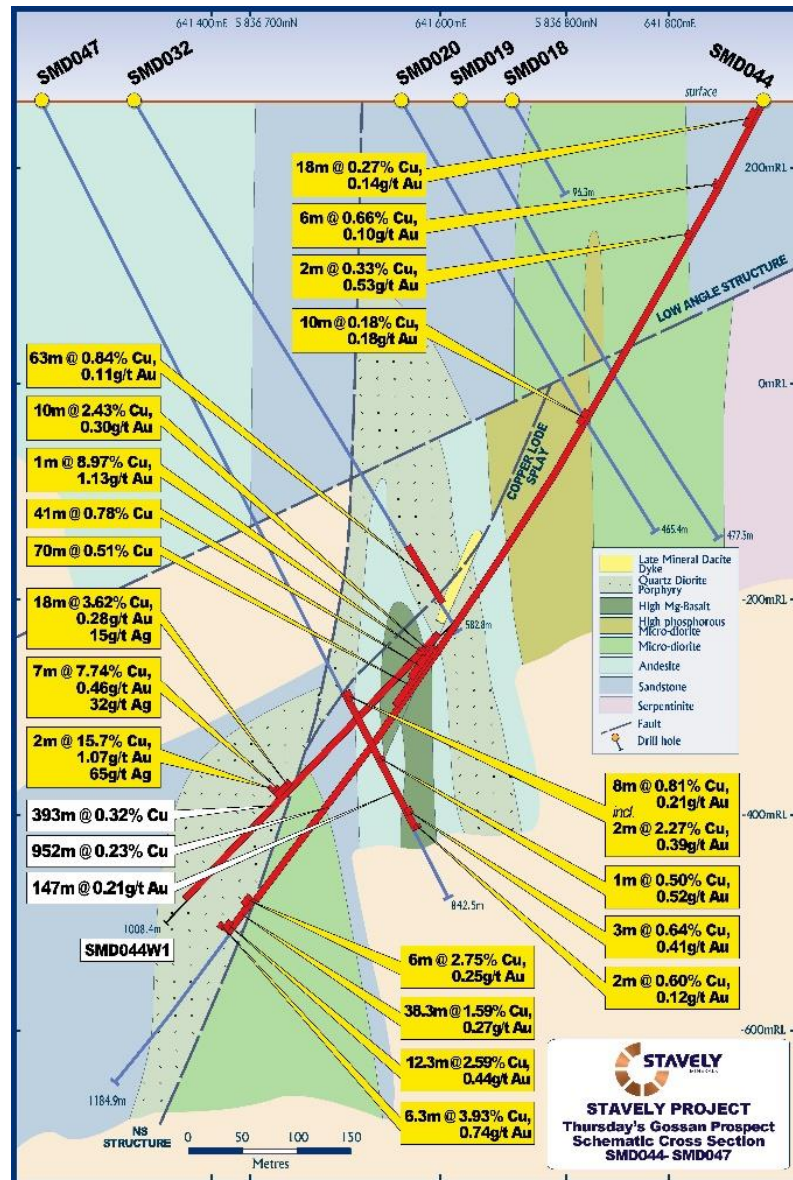 641 400mE
5 836 700mN
641 600mE
5 836 800mN
641 800mE
SMD047
SMD032
SMD020
SMD019
SMD018
SMD044
surface
200mRL
0mRL
-200mRL
-400mRL
-600mRL
96.3m
18m @ 0.27% Cu,
0.14g/t Au
6m @ 0.66% Cu,
0.10g/t Au
2m @ 0.33% Cu,
0.53g/t Au
10m @ 0.18% Cu,
0.18g/t Au
LOW ANGLE STRUCTURE
COPPER LODE
SPLAY
63m @ 0.84% Cu,
0.11g/t Au
10m @ 2.43% Cu,
0.30g/t Au
1m @ 8.97% Cu,
1.13g/t Au
41m @ 0.78% Cu
70m @ 0.51% Cu
18m @ 3.62% Cu,
0.28g/t Au
15g/t Ag
7m @ 7.74% Cu,
0.46g/t Au
32g/t Ag
2m @ 15.7% Cu,
1.07g/t Au
65g/t Ag
393m @ 0.32% Cu
952m @ 0.23% Cu
147m @ 0.21g/t Au
465.4m
477.5m
582.8m
842.5m
1008.4m
SMD044W1
1184.9m
Late Mineral Dacite
Dyke
Quartz Diorite
Porphyry
High Mg-Basalt
High phosphorous
Micro-diorite
Micro-diorite
Andesite
Sandstone
Serpentinite
Fault
Drill hole
8m @ 0.81% Cu,
0.21g/t Au
incl.
2m @ 2.27% Cu,
0.39g/t Au
1m @ 0.50% Cu,
0.52g/t Au
3m @ 0.64% Cu,
0.41g/t Au
2m @ 0.60% Cu,
0.12g/t Au
6m @ 2.75% Cu,
0.25g/t Au
38.3m @ 1.59% Cu,
0.27g/t Au
12.3m @ 2.59% Cu,
0.44g/t Au
6.3m @ 3.93% Cu,
0.74g/t Au
NS
STRUCTURE
0 50 100 150
Metres
STAVELY
MINERALS
STAVELY PROJECT
Thursday's Gossan Prospect
Schematic Cross Section
SMD044- SMD047